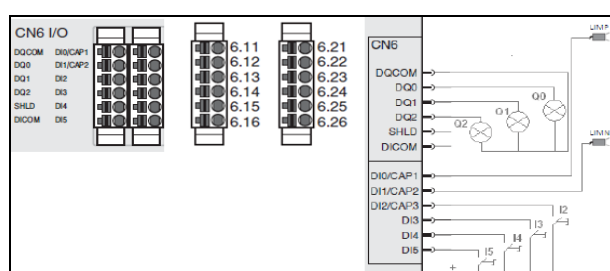 CN6 I/O
DQCOM DI0/CAP1
DQ0 DI1/CAP2
DQ1 DI2
DQ2 DI3
SHLD DI4
DICOM DI5
6.11
6.12
6.13
6.14
6.15
6.16
6.21
6.22
6.23
6.24
6.25
6.26
CN6
DQCOM
DQ0
DQ1
DQ2
SHLD
DICOM
DI0/CAP1
DI1/CAP2
DI2/CAP3
DI3
DI4
DI5
Q2
Q1
Q0
LIMP
LIMN
I2
I3
I4
I5
+